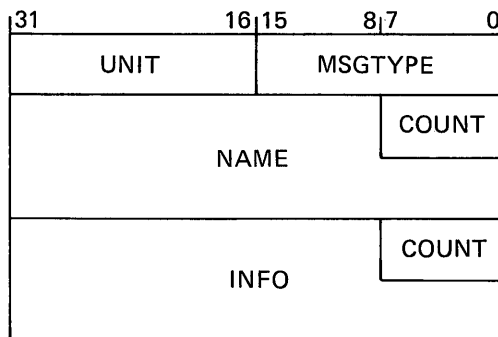 31 16 15 8 7 0
UNIT MSGTYPE
COUNT
NAME
COUNT
INFO